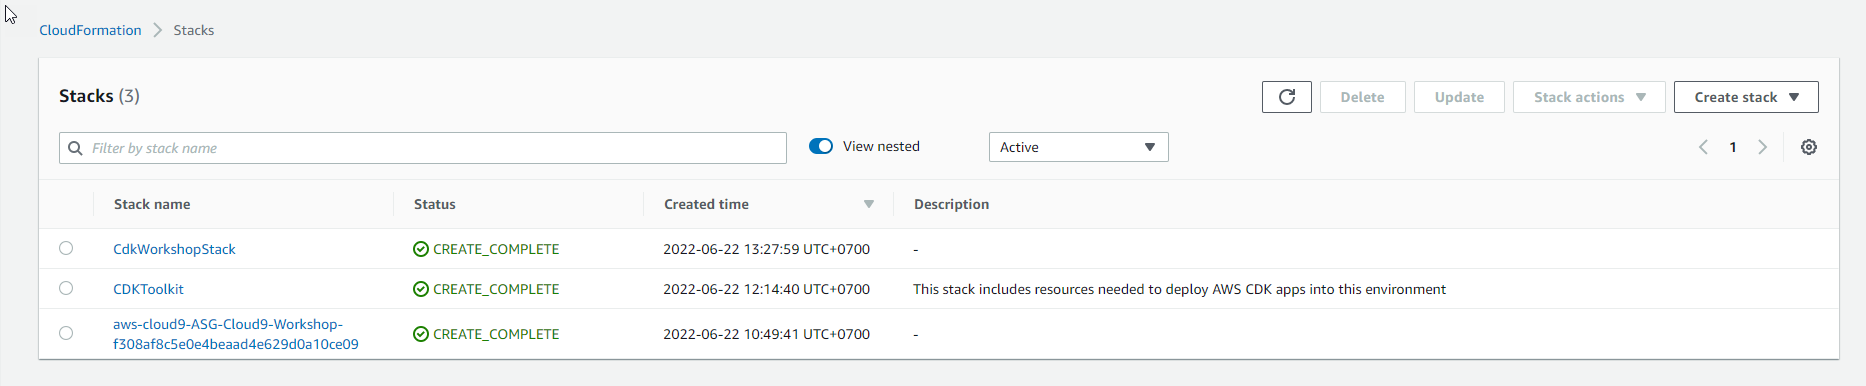 CloudFormation > Stacks
Stacks (3)
Delete Update Stack actions Create stack
Filter by stack name View nested Active 1
Stack name Status Created time Description
CdkWorkshopStack CREATE_COMPLETE 2022-06-22 13:27:59 UTC+0700 -
CDKToolkit CREATE_COMPLETE 2022-06-22 12:14:40 UTC+0700 This stack includes resources needed to deploy AWS CDK apps into this environment
aws-cloud9-ASG-Cloud9-Workshop-
f308af8c5e0e4beaad4e629d0a10ce09 CREATE_COMPLETE 2022-06-22 10:49:41 UTC+0700 -